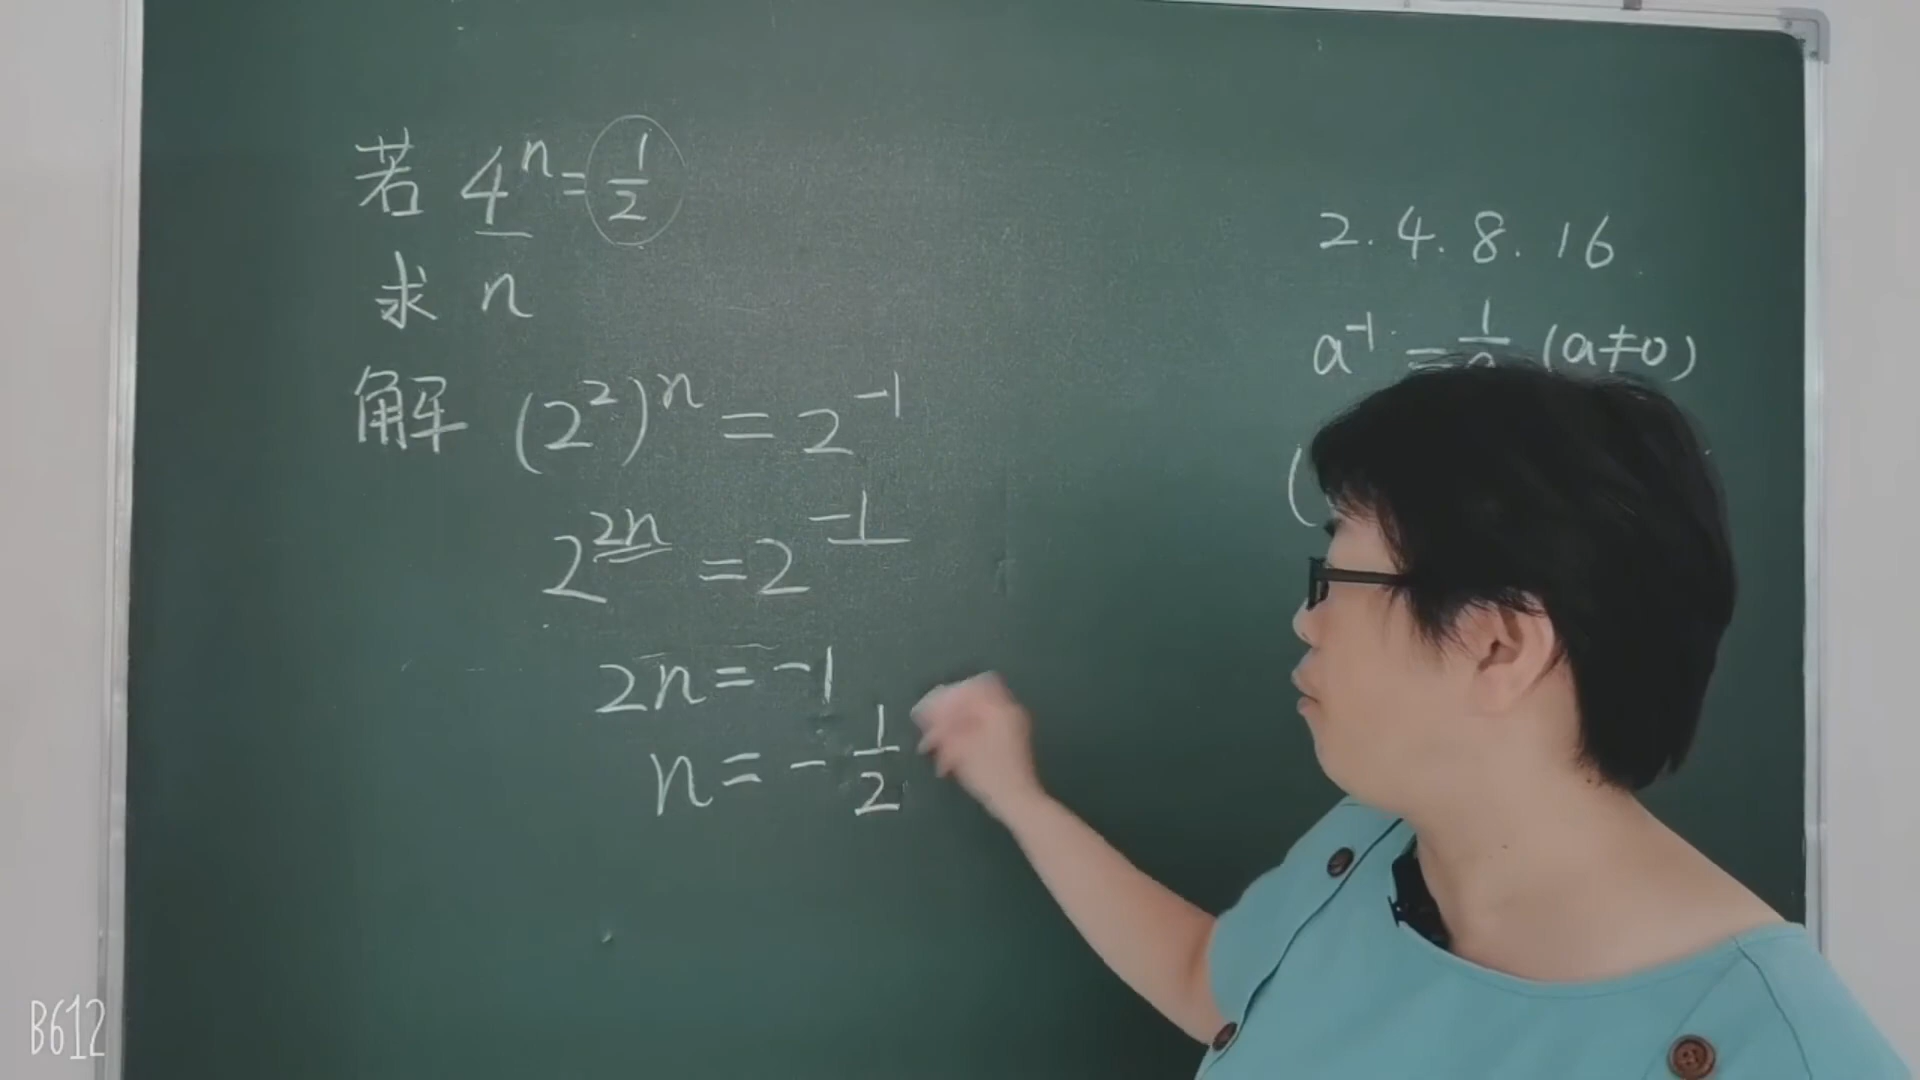 若 4ⁿ = 1/2
求 n
解 (2²)ⁿ = 2⁻¹
2²ⁿ = 2⁻¹
2n = -1
n = - 1/2
2. 4. 8. 16
a⁻¹ = 1/a (a≠0)
(
B612